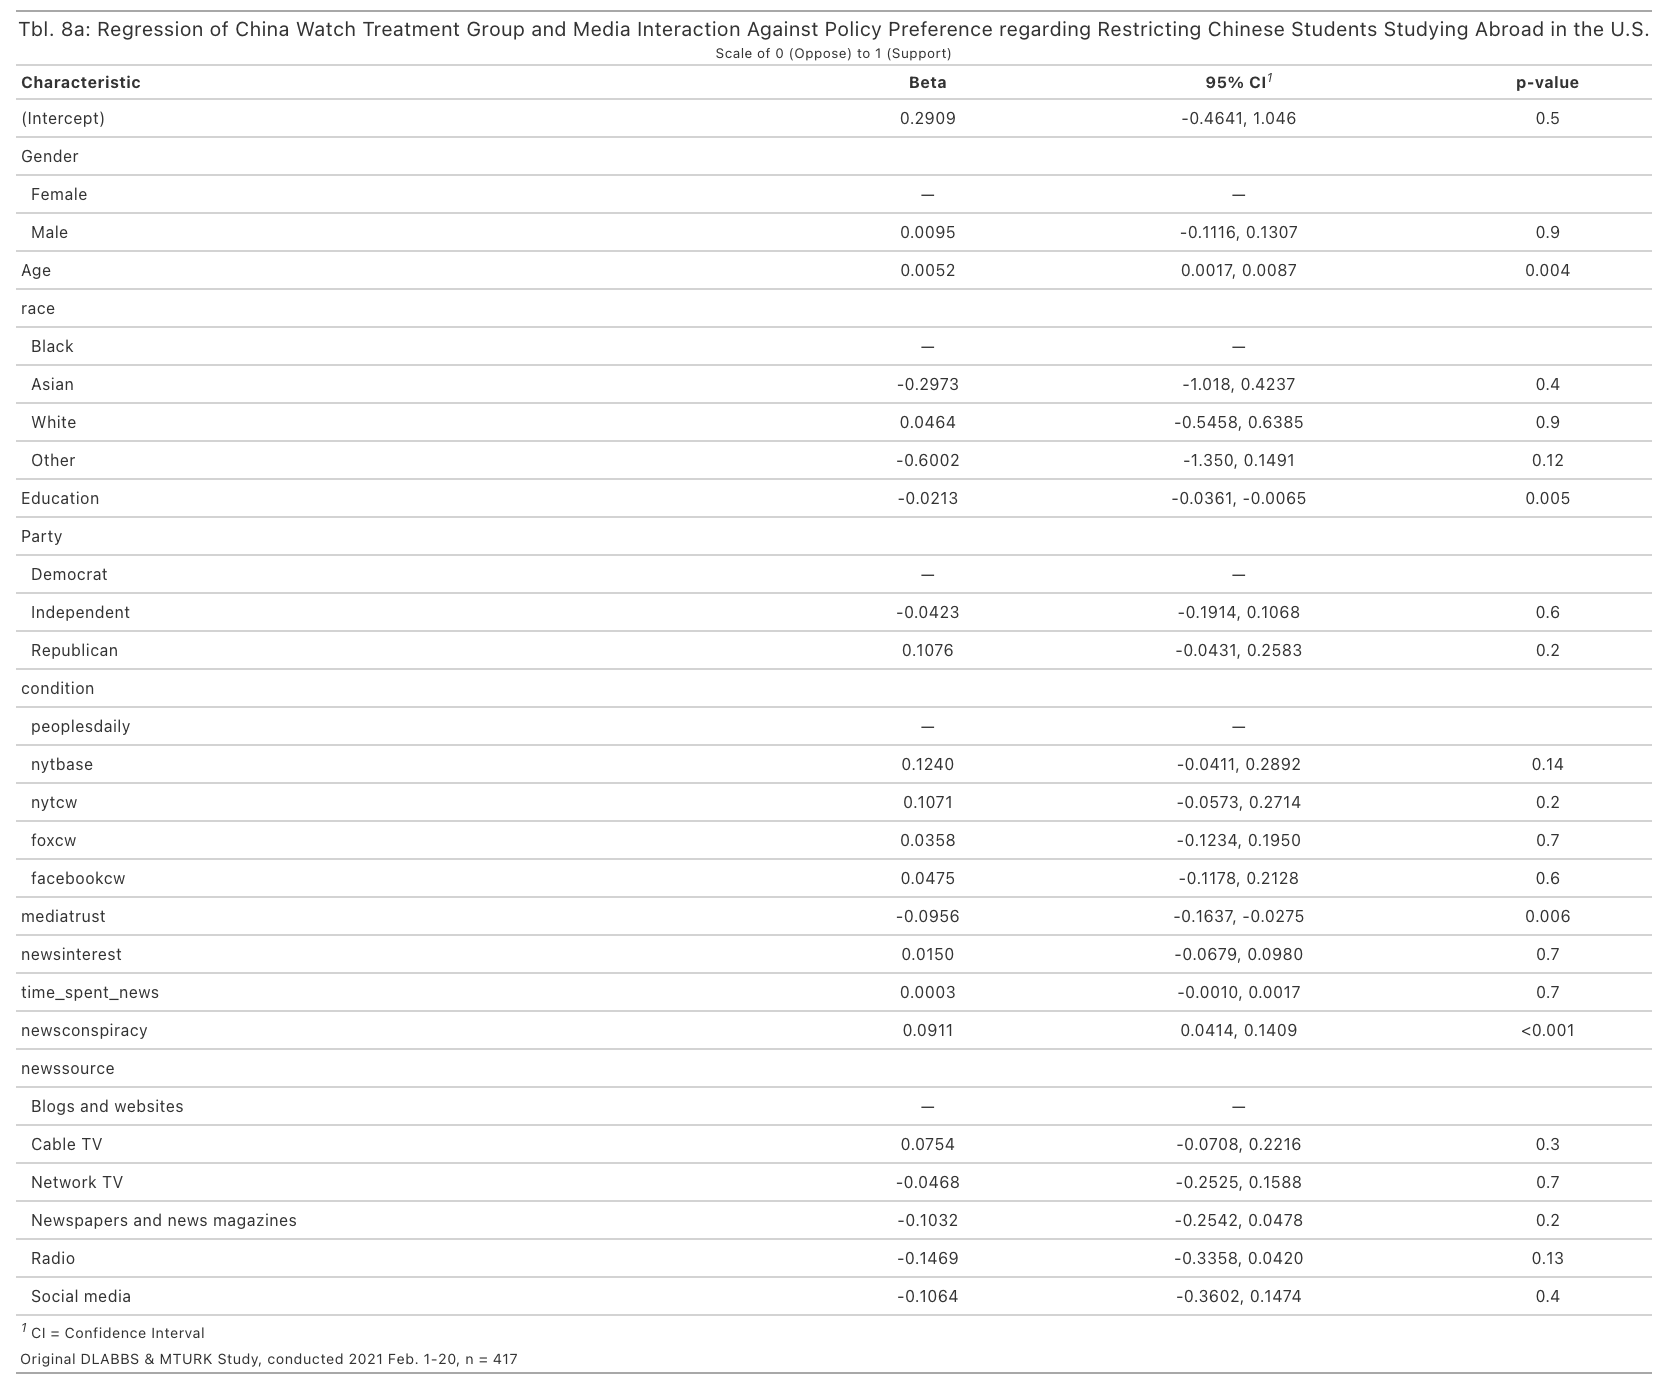 Tbl. 8a: Regression of China Watch Treatment Group and Media Interaction Against Policy Preference regarding Restricting Chinese Students Studying Abroad in the U.S.
Scale of 0 (Oppose) to 1 (Support)
Characteristic Beta 95% CI¹ p-value
(Intercept) 0.2909 -0.4641, 1.046 0.5
Gender
Female — —
Male 0.0095 -0.1116, 0.1307 0.9
Age 0.0052 0.0017, 0.0087 0.004
race
Black — —
Asian -0.2973 -1.018, 0.4237 0.4
White 0.0464 -0.5458, 0.6385 0.9
Other -0.6002 -1.350, 0.1491 0.12
Education -0.0213 -0.0361, -0.0065 0.005
Party
Democrat — —
Independent -0.0423 -0.1914, 0.1068 0.6
Republican 0.1076 -0.0431, 0.2583 0.2
condition
peoplesdaily — —
nytbase 0.1240 -0.0411, 0.2892 0.14
nytcw 0.1071 -0.0573, 0.2714 0.2
foxcw 0.0358 -0.1234, 0.1950 0.7
facebookcw 0.0475 -0.1178, 0.2128 0.6
mediatrust -0.0956 -0.1637, -0.0275 0.006
newsinterest 0.0150 -0.0679, 0.0980 0.7
time_spent_news 0.0003 -0.0010, 0.0017 0.7
newsconspiracy 0.0911 0.0414, 0.1409 <0.001
newssource
Blogs and websites — —
Cable TV 0.0754 -0.0708, 0.2216 0.3
Network TV -0.0468 -0.2525, 0.1588 0.7
Newspapers and news magazines -0.1032 -0.2542, 0.0478 0.2
Radio -0.1469 -0.3358, 0.0420 0.13
Social media -0.1064 -0.3602, 0.1474 0.4
¹ CI = Confidence Interval
Original DLABBS & MTURK Study, conducted 2021 Feb. 1-20, n = 417